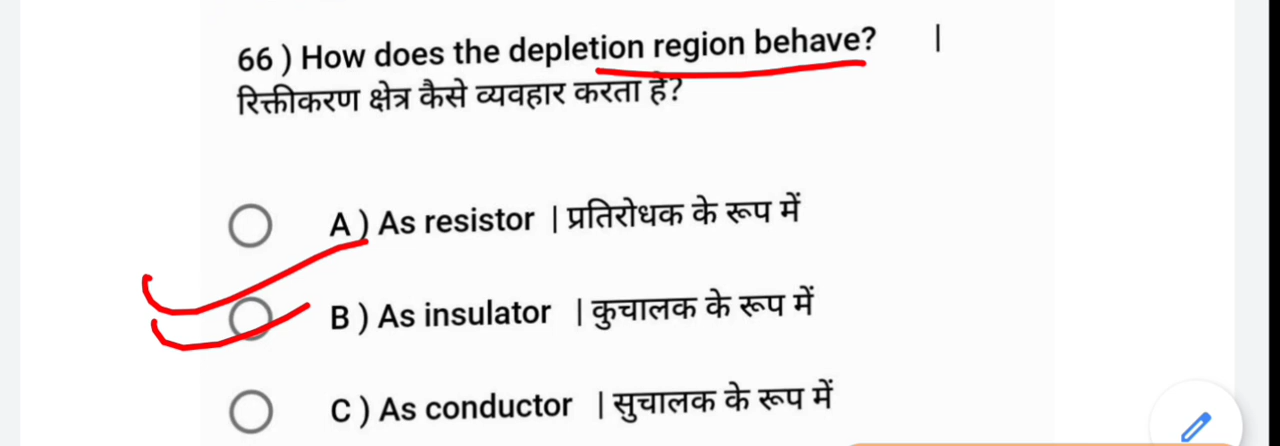 66 ) How does the depletion region behave? |
रिक्तीकरण क्षेत्र कैसे व्यवहार करता है?
A ) As resistor | प्रतिरोधक के रूप में
B ) As insulator | कुचालक के रूप में
C ) As conductor | सुचालक के रूप में